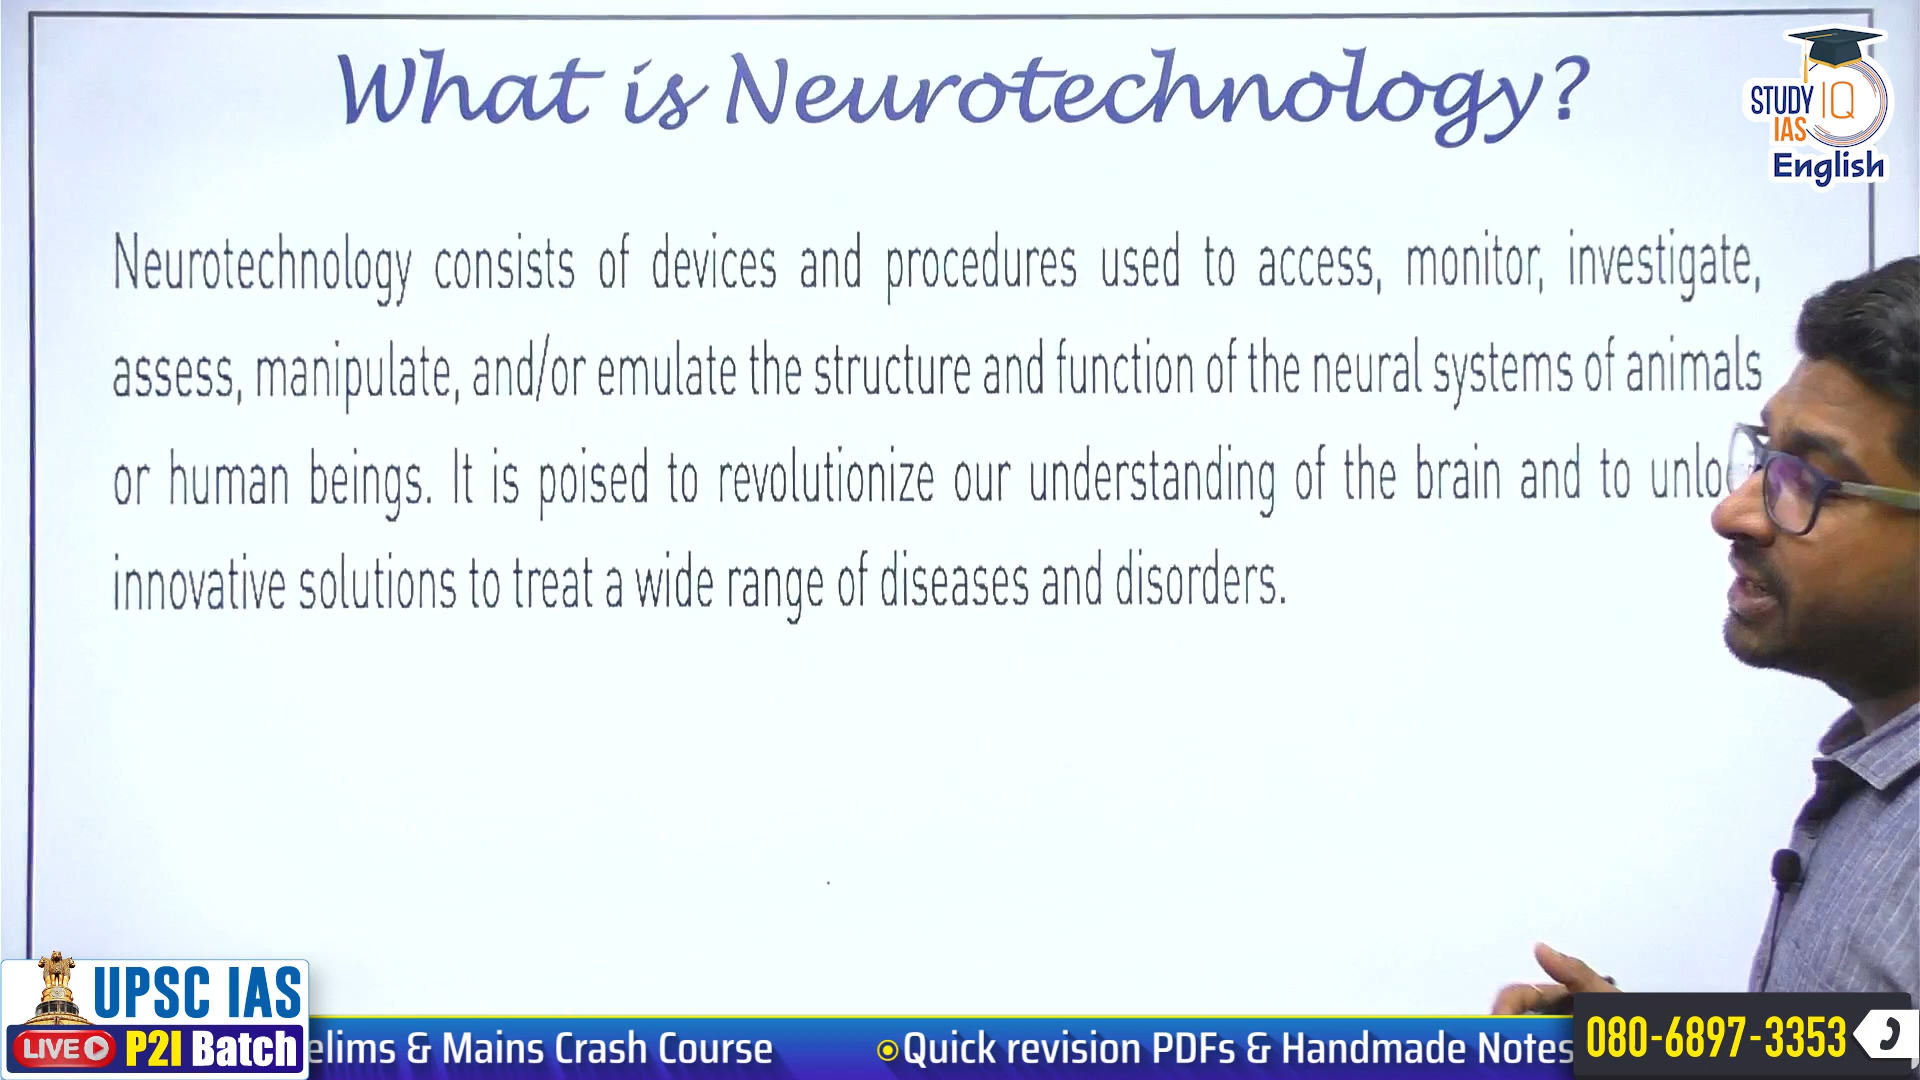 What is Neurotechnology?
STUDY IQ
IAS
English
Neurotechnology consists of devices and procedures used to access, monitor, investigate,
assess, manipulate, and/or emulate the structure and function of the neural systems of animals
or human beings. It is poised to revolutionize our understanding of the brain and to unlo
innovative solutions to treat a wide range of diseases and disorders.
UPSC IAS
LIVE P2I Batch
elims & Mains Crash Course
Quick revision PDFs & Handmade Notes
080-6897-3353